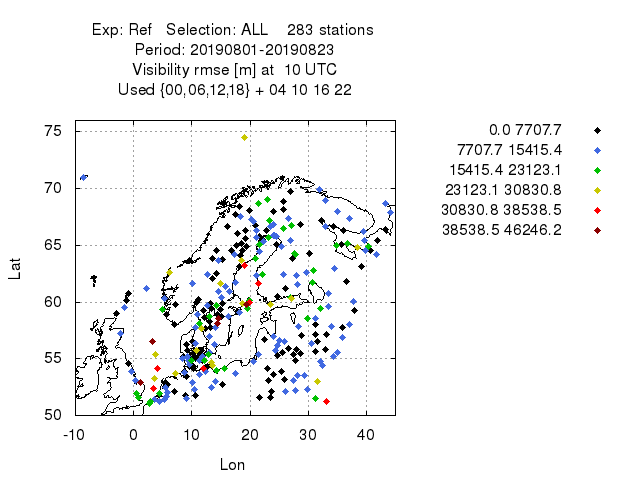 Exp: Ref Selection: ALL 283 stations
Period: 20190801-20190823
Visibility rmse [m] at 10 UTC
Used {00,06,12,18} + 04 10 16 22
0.0 7707.7
7707.7 15415.4
15415.4 23123.1
23123.1 30830.8
30830.8 38538.5
38538.5 46246.2
75
70
65
60
55
50
Lat
-10 0 10 20 30 40
Lon